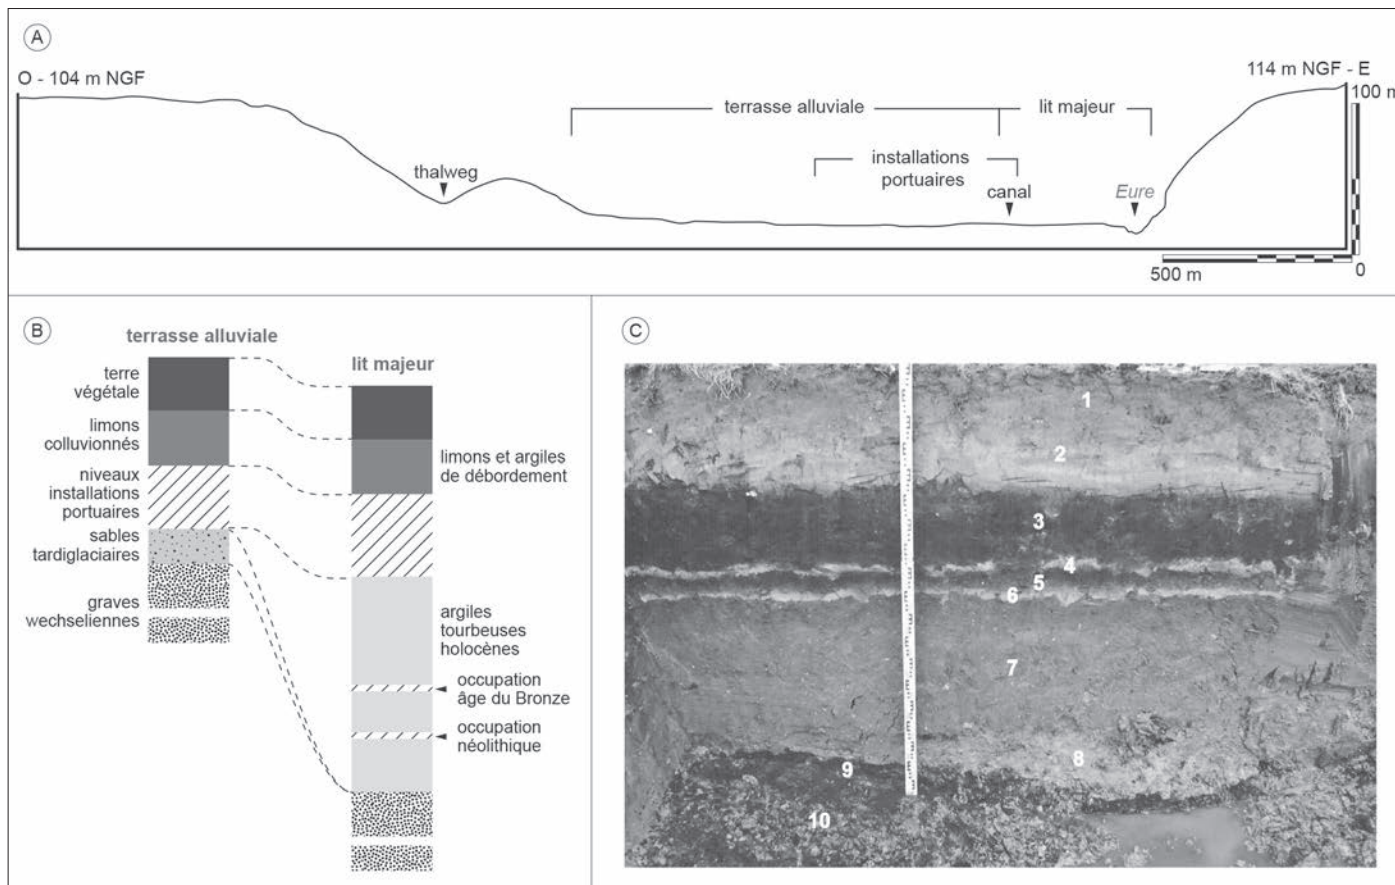 A
O - 104 m NGF
114 m NGF - E
100 m
terrasse alluviale
lit majeur
installations
portuaires
thalweg
canal
Eure
500 m
0
B
terrasse alluviale
lit majeur
terre
végétale
limons
colluvionnés
niveaux
installations
portuaires
sables
tardiglaciaires
graves
wechseliennes
limons et argiles
de débordement
argiles
tourbeuses
holocènes
occupation
âge du Bronze
occupation
néolithique
C
1
2
3
4
5
6
7
8
9
10